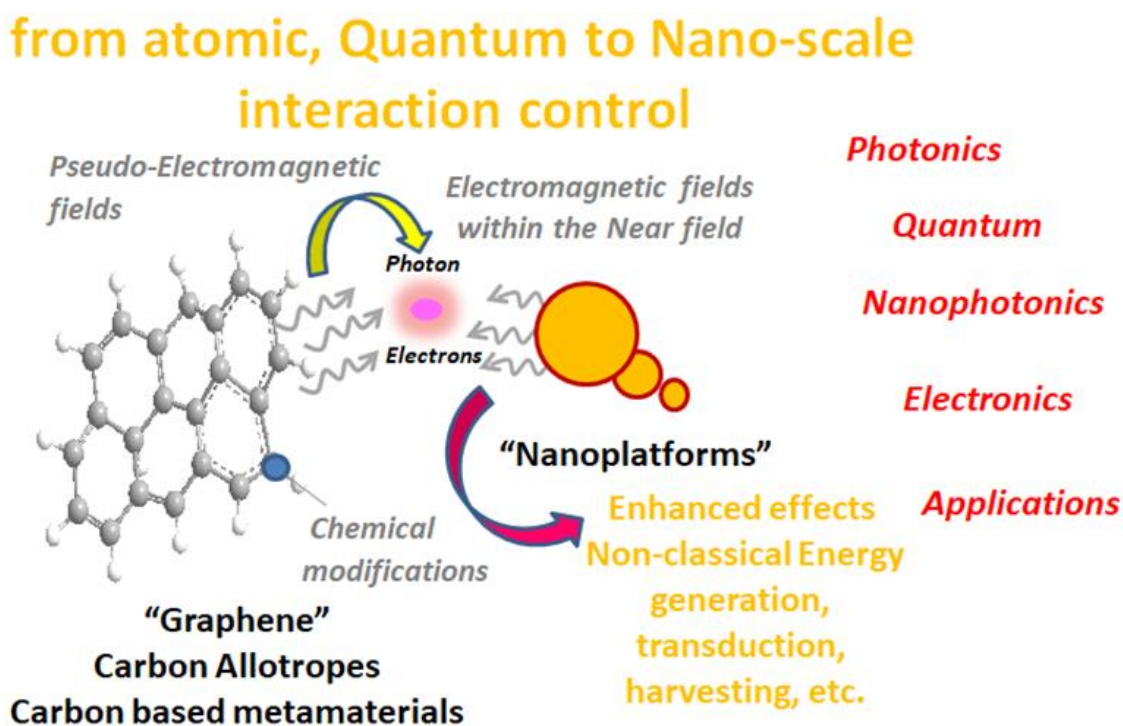 from atomic, Quantum to Nano-scale
interaction control
Pseudo-Electromagnetic
fields
Electromagnetic fields
within the Near field
Photon
Electrons
Chemical
modifications
“Graphene”
Carbon Allotropes
Carbon based metamaterials
“Nanoplatforms”
Enhanced effects
Non-classical Energy
generation,
transduction,
harvesting, etc.
Photonics
Quantum
Nanophotonics
Electronics
Applications